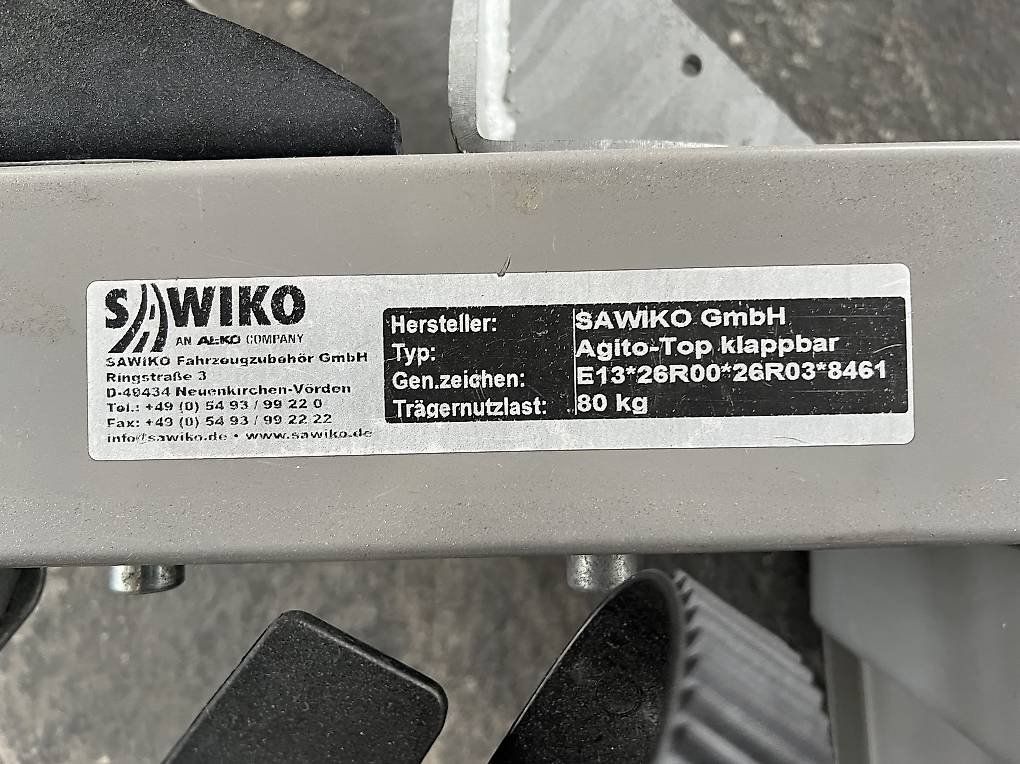 SAWIKO
AN AL-KO COMPANY
SAWIKO Fahrzeugzubehör GmbH
Ringstraße 3
D-49434 Neuenkirchen-Vörden
Tel.: +49 (0) 54 93 / 99 22 0
Fax: +49 (0) 54 93 / 99 22 22
info@sawiko.de • www.sawiko.de
Hersteller: SAWIKO GmbH
Typ: Agito-Top klappbar
Gen.zeichen: E13*26R00*26R03*8461
Trägernutzlast: 80 kg